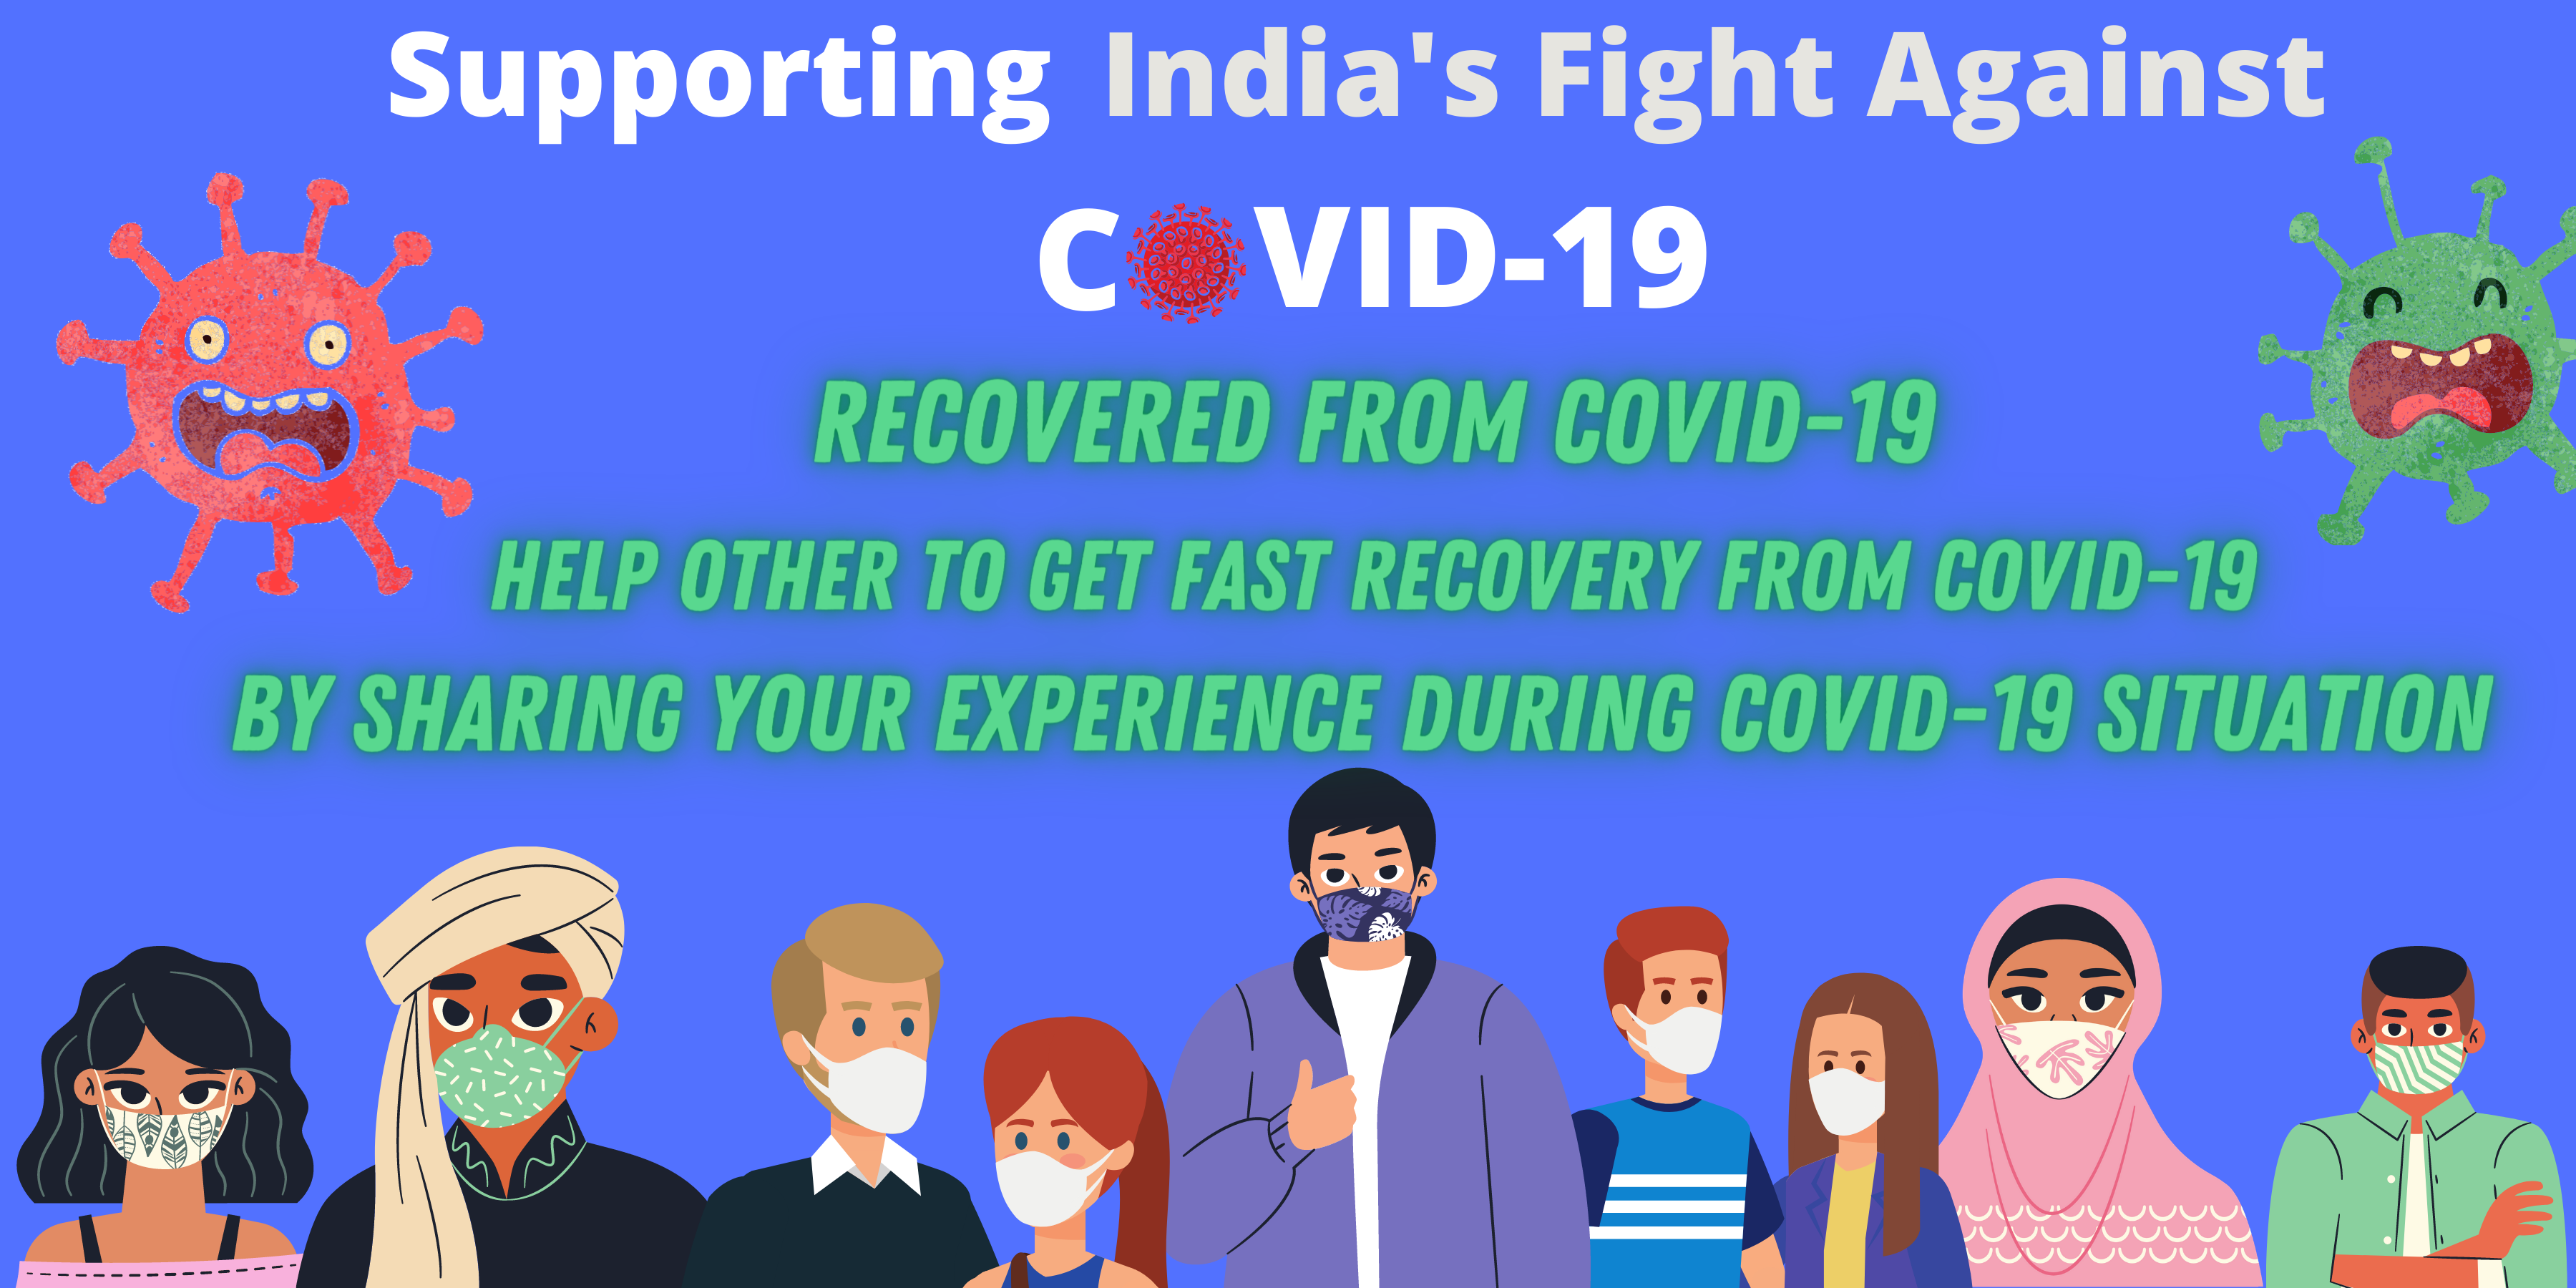 Supporting India's Fight Against
COVID-19
RECOVERED FROM COVID-19
HELP OTHER TO GET FAST RECOVERY FROM COVID-19
BY SHARING YOUR EXPERIENCE DURING COVID-19 SITUATION